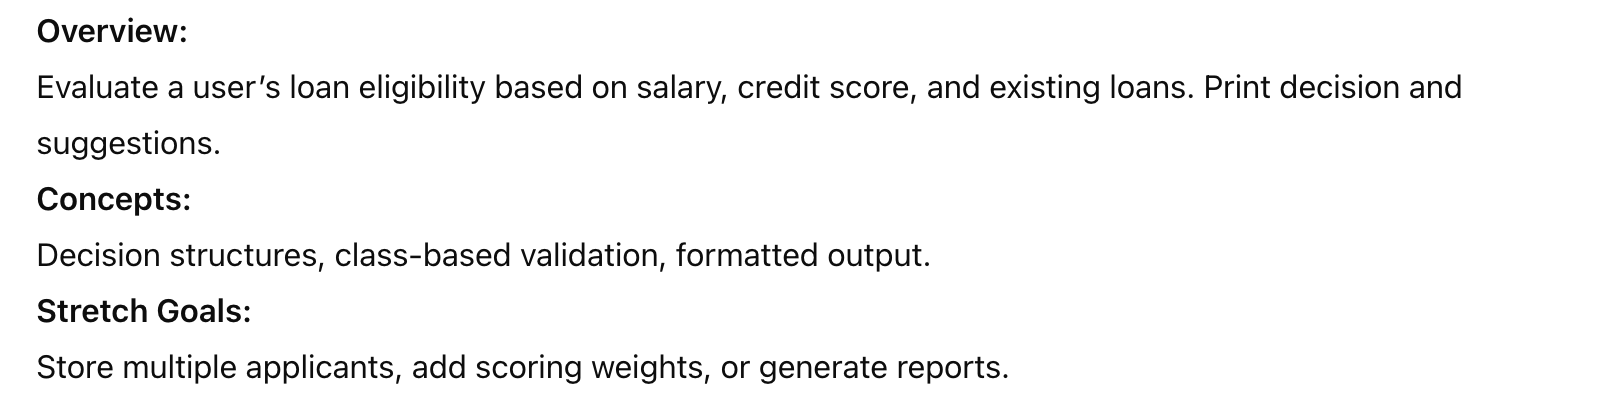 Overview:
Evaluate a user’s loan eligibility based on salary, credit score, and existing loans. Print decision and
suggestions.
Concepts:
Decision structures, class-based validation, formatted output.
Stretch Goals:
Store multiple applicants, add scoring weights, or generate reports.